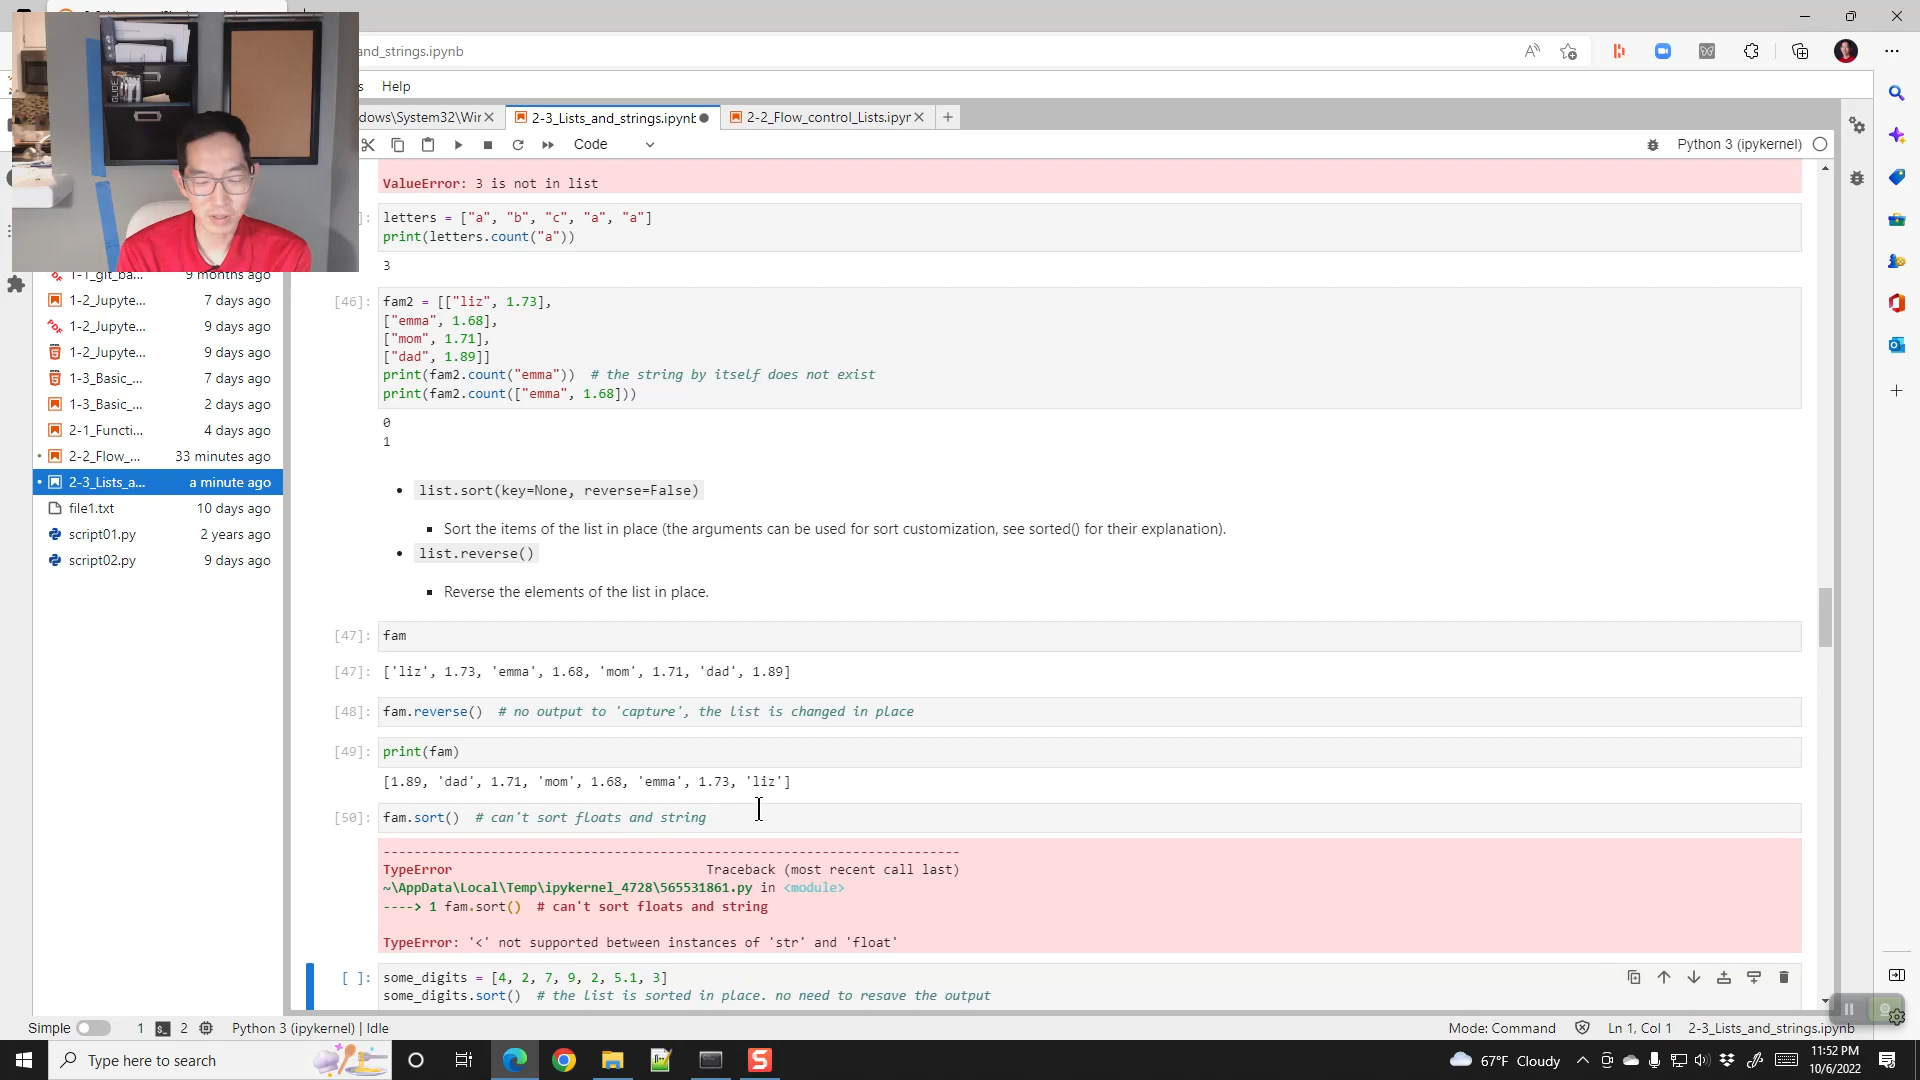 and_strings.ipynb
s Help
dows\System32\Wir
2-3_Lists_and_strings.ipynb
2-2_Flow_control_Lists.ipyr
Code
Python 3 (ipykernel)
ValueError: 3 is not in list
]: letters = ["a", "b", "c", "a", "a"]
print(letters.count("a"))
3
[46]: fam2 = [["liz", 1.73],
["emma", 1.68],
["mom", 1.71],
["dad", 1.89]]
print(fam2.count("emma")) # the string by itself does not exist
print(fam2.count(["emma", 1.68]))
0
1
list.sort(key=None, reverse=False)
Sort the items of the list in place (the arguments can be used for sort customization, see sorted() for their explanation).
list.reverse()
Reverse the elements of the list in place.
[47]: fam
[47]: ['liz', 1.73, 'emma', 1.68, 'mom', 1.71, 'dad', 1.89]
[48]: fam.reverse() # no output to 'capture', the list is changed in place
[49]: print(fam)
[1.89, 'dad', 1.71, 'mom', 1.68, 'emma', 1.73, 'liz']
[50]: fam.sort() # can't sort floats and string
---------------------------------------------------------------------------
TypeError Traceback (most recent call last)
~\AppData\Local\Temp\ipykernel_4728\565531861.py in <module>
----> 1 fam.sort() # can't sort floats and string
TypeError: '<' not supported between instances of 'str' and 'float'
[ ]: some_digits = [4, 2, 7, 9, 2, 5.1, 3]
some_digits.sort() # the list is sorted in place. no need to resave the output
1-1_git_ba... 9 months ago
1-2_Jupyte... 7 days ago
1-2_Jupyte... 9 days ago
1-2_Jupyte... 9 days ago
1-3_Basic_... 7 days ago
1-3_Basic_... 2 days ago
2-1_Functi... 4 days ago
2-2_Flow_... 33 minutes ago
2-3_Lists_a... a minute ago
file1.txt 10 days ago
script01.py 2 years ago
script02.py 9 days ago
Simple 1 2 Python 3 (ipykernel) | Idle
Mode: Command Ln 1, Col 1 2-3_Lists_and_strings.ipynb
Type here to search
67°F Cloudy
11:52 PM
10/6/2022